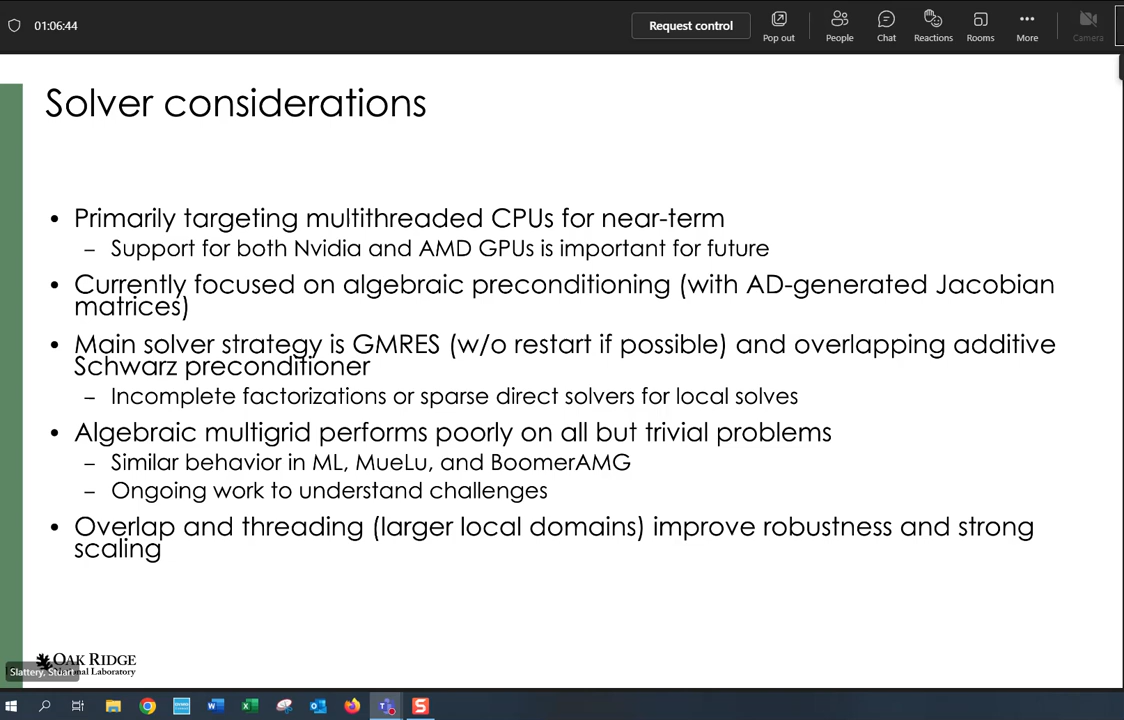 01:06:44
Request control
Pop out
People
Chat
Reactions
Rooms
More
Camera
Solver considerations
• Primarily targeting multithreaded CPUs for near-term
– Support for both Nvidia and AMD GPUs is important for future
• Currently focused on algebraic preconditioning (with AD-generated Jacobian
matrices)
• Main solver strategy is GMRES (w/o restart if possible) and overlapping additive
Schwarz preconditioner
– Incomplete factorizations or sparse direct solvers for local solves
• Algebraic multigrid performs poorly on all but trivial problems
– Similar behavior in ML, MueLu, and BoomerAMG
– Ongoing work to understand challenges
• Overlap and threading (larger local domains) improve robustness and strong
scaling
OAK RIDGE
Laboratory
Slattery, Stuart